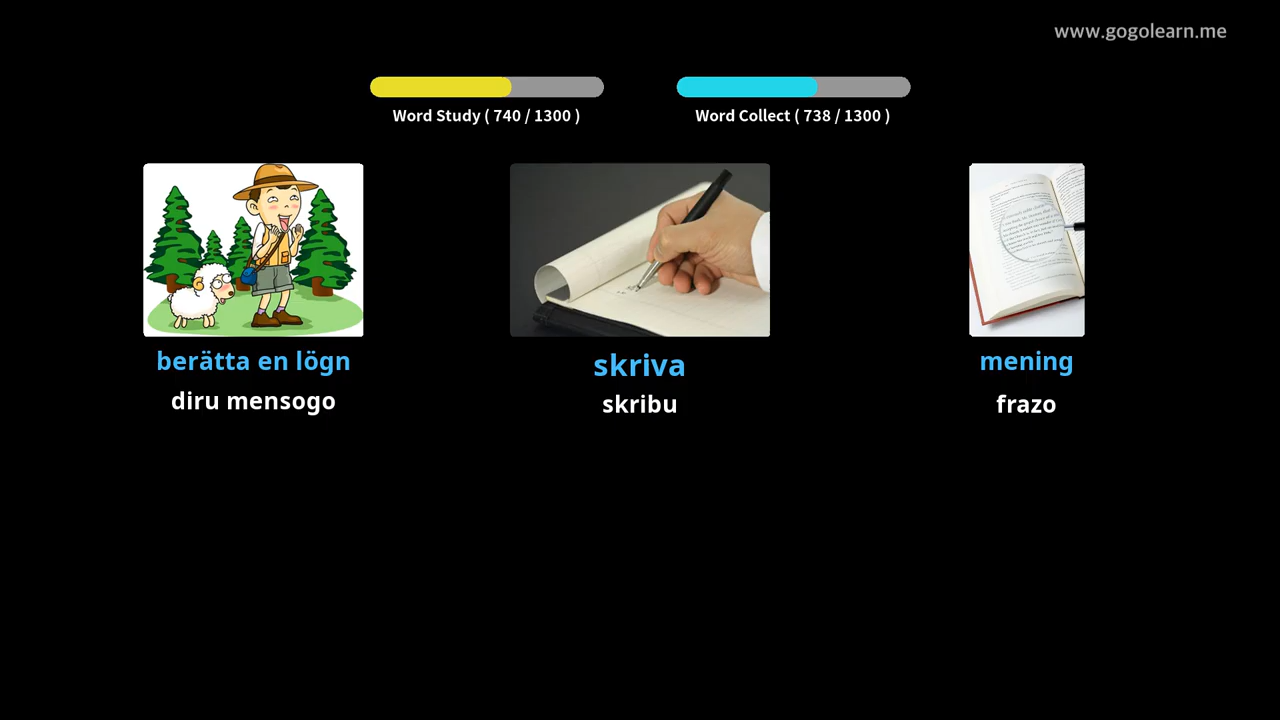 www.gogolearn.me
Word Study ( 740 / 1300 )
Word Collect ( 738 / 1300 )
berätta en lögn
diru mensogo
skriva
skribu
mening
frazo